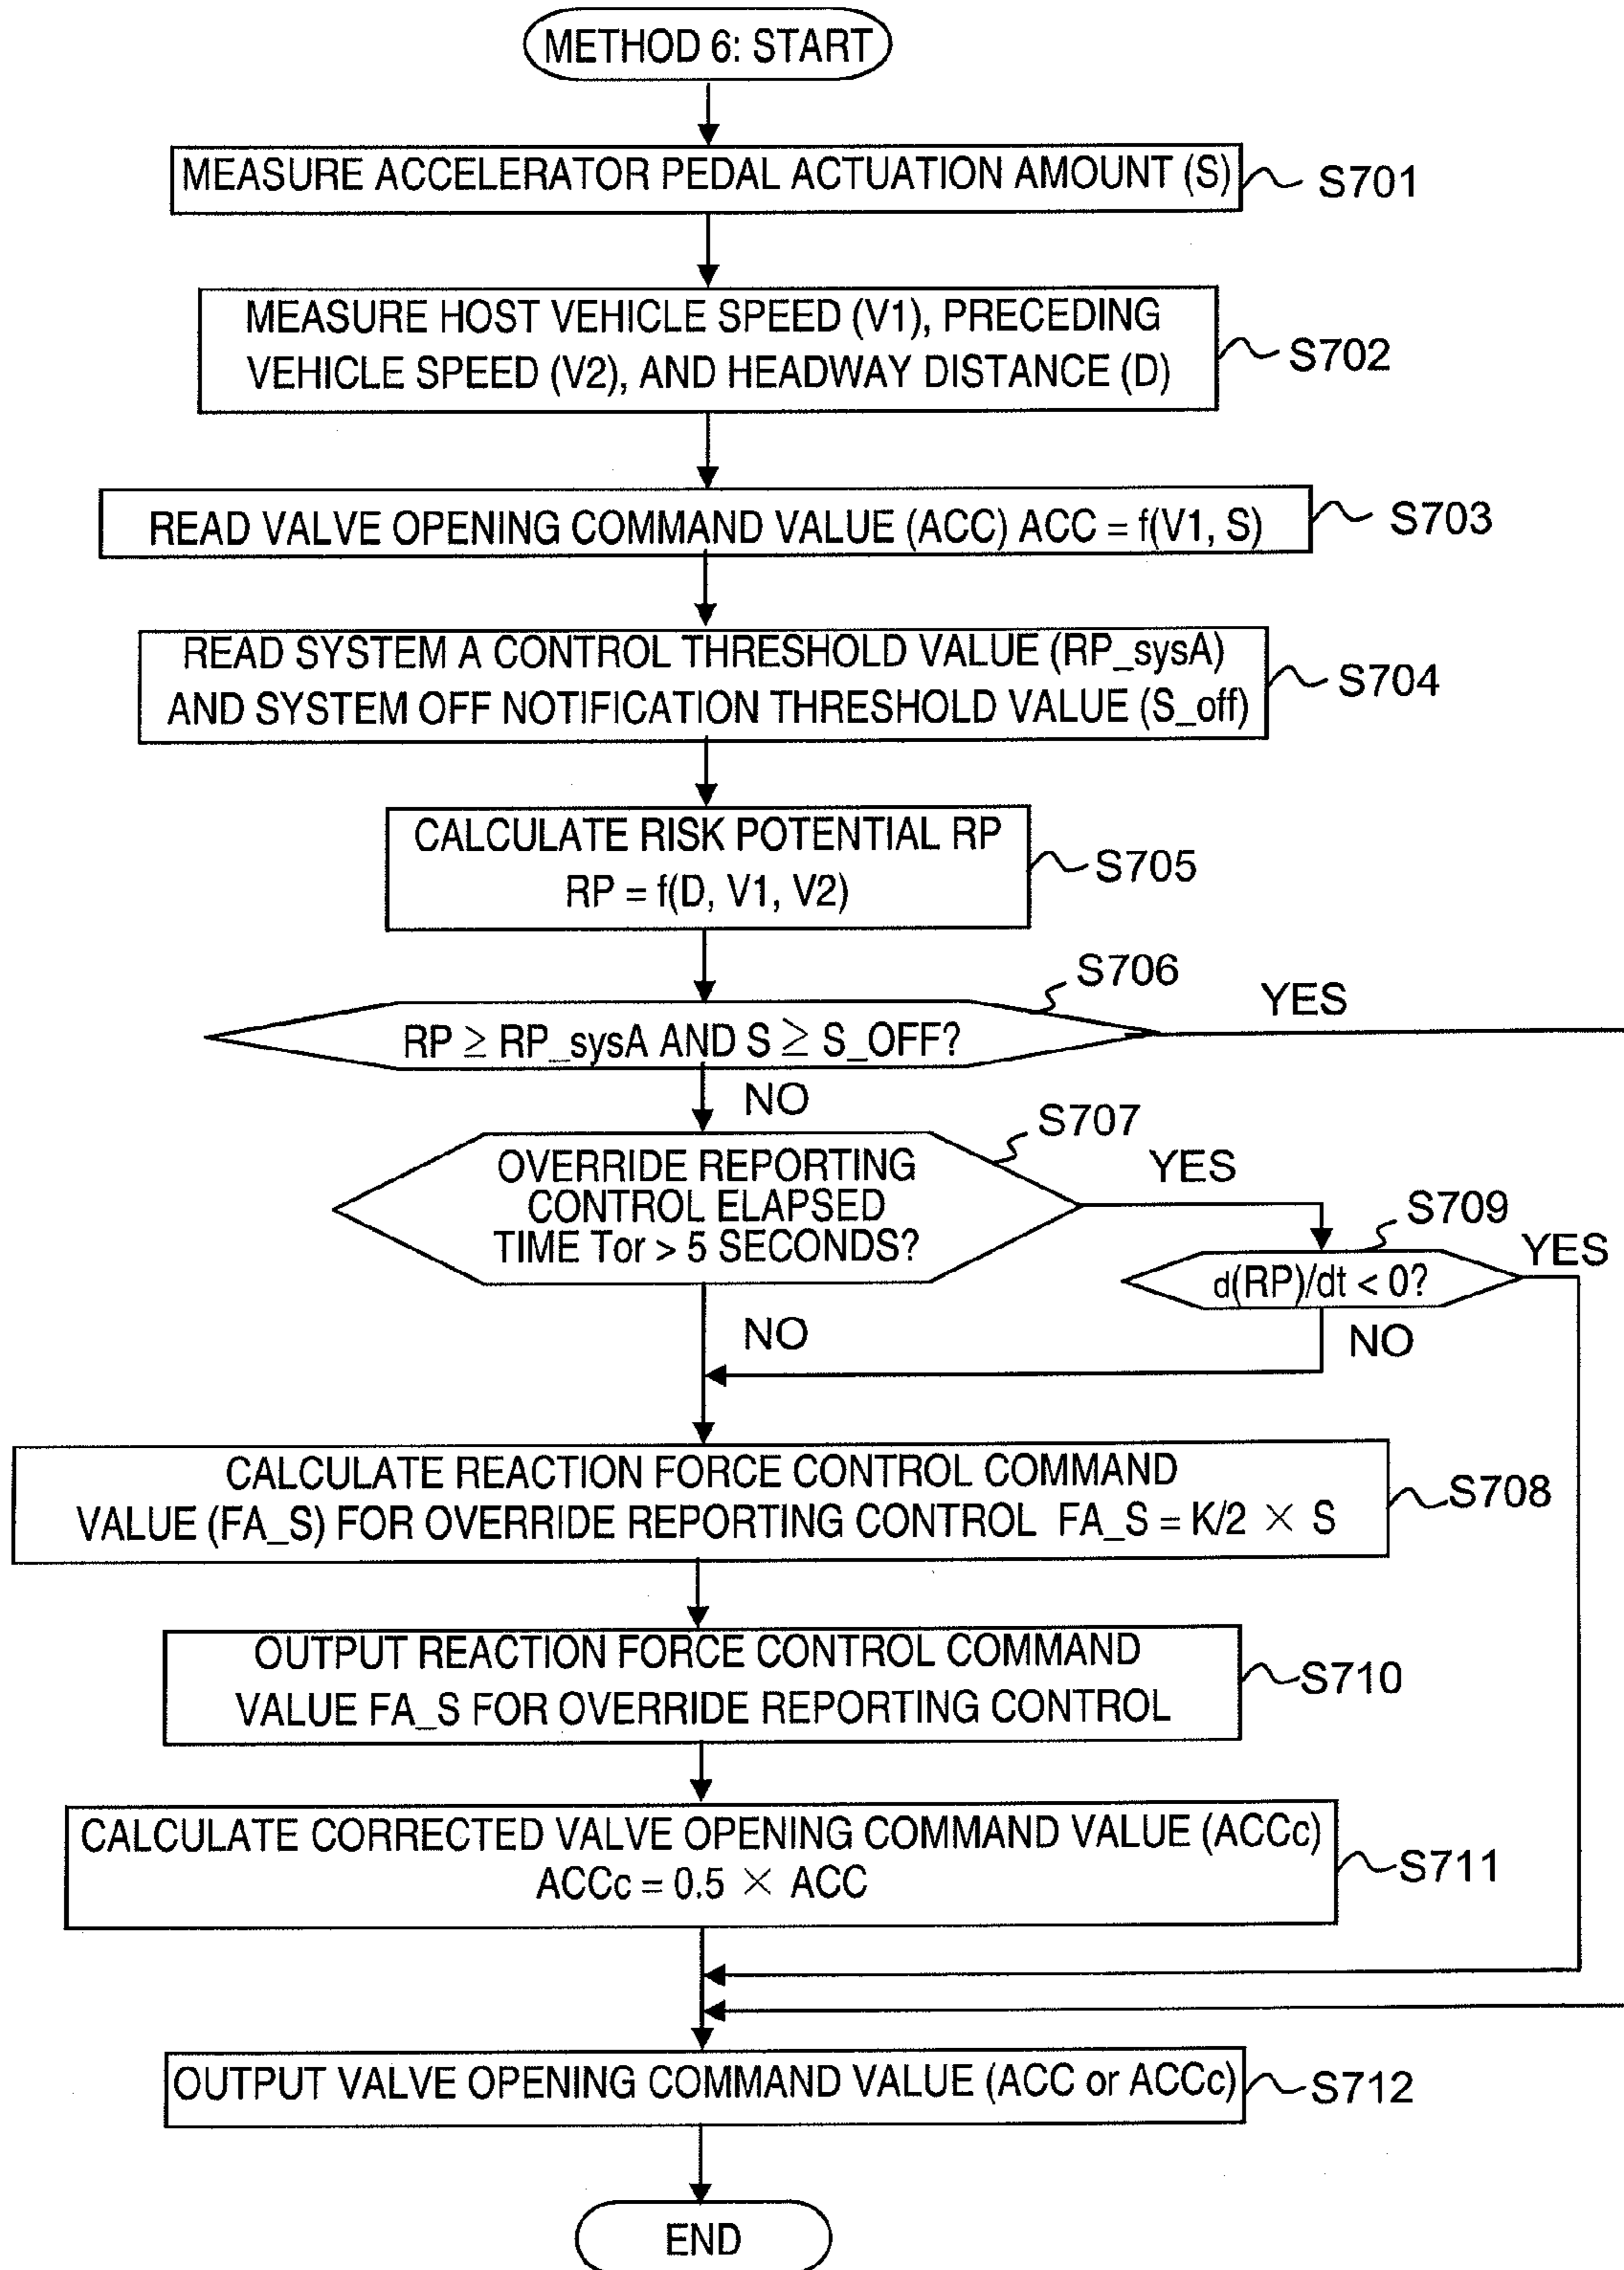 METHOD 6: START
MEASURE ACCELERATOR PEDAL ACTUATION AMOUNT (S)
S701
MEASURE HOST VEHICLE SPEED (V1), PRECEDING
VEHICLE SPEED (V2), AND HEADWAY DISTANCE (D)
S702
READ VALVE OPENING COMMAND VALUE (ACC) ACC = f(V1, S)
S703
READ SYSTEM A CONTROL THRESHOLD VALUE (RP_sysA)
AND SYSTEM OFF NOTIFICATION THRESHOLD VALUE (S_off)
S704
CALCULATE RISK POTENTIAL RP
RP = f(D, V1, V2)
S705
S706
YES
RP ≥ RP_sysA AND S ≥ S_OFF?
NO
S707
OVERRIDE REPORTING
CONTROL ELAPSED
TIME Tor > 5 SECONDS?
YES
S709
YES
d(RP)/dt < 0?
NO
NO
CALCULATE REACTION FORCE CONTROL COMMAND
VALUE (FA_S) FOR OVERRIDE REPORTING CONTROL FA_S = K/2 × S
S708
OUTPUT REACTION FORCE CONTROL COMMAND
VALUE FA_S FOR OVERRIDE REPORTING CONTROL
S710
CALCULATE CORRECTED VALVE OPENING COMMAND VALUE (ACCc)
ACCc = 0.5 × ACC
S711
OUTPUT VALVE OPENING COMMAND VALUE (ACC or ACCc)
S712
END